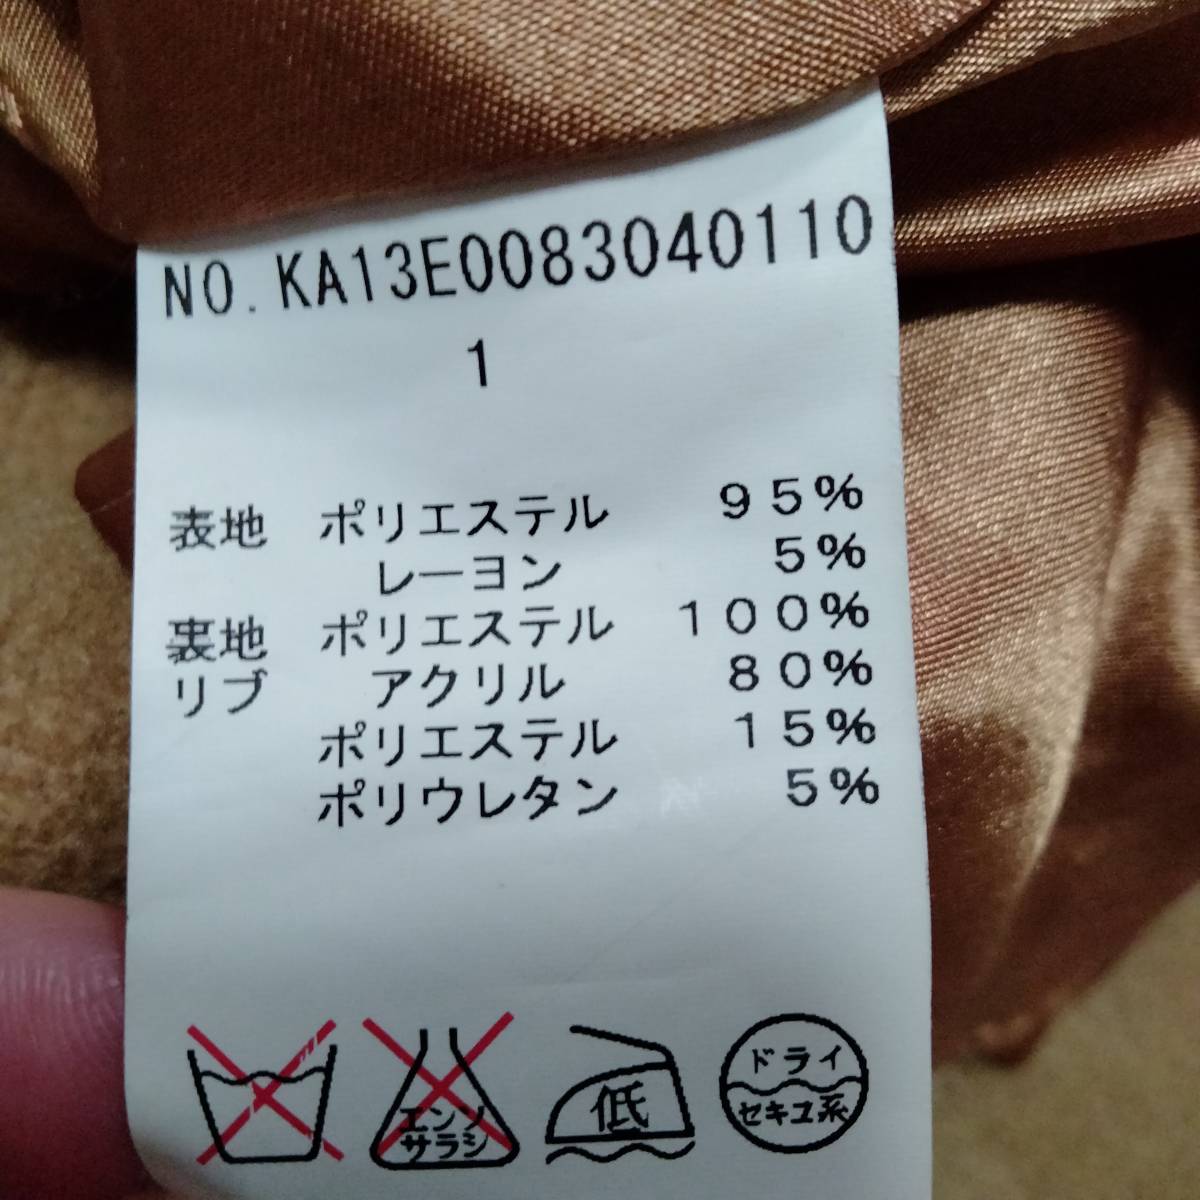 NO. KA13E0083040110
1
表地 ポリエステル 95%
レーヨン 5%
裏地 ポリエステル 100%
リブ アクリル 80%
ポリエステル 15%
ポリウレタン 5%
エンソ
サラシ
低
ドライ
セキユ系